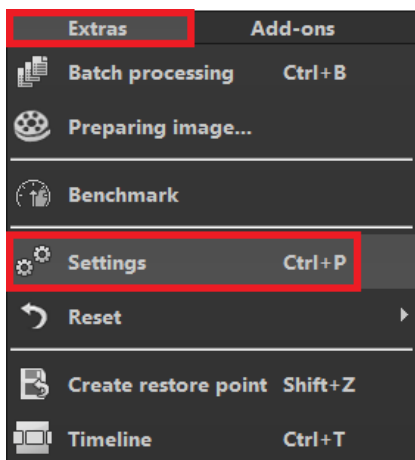 Extras Add-ons
Batch processing Ctrl+B
Preparing image...
Benchmark
Settings Ctrl+P
Reset
Create restore point Shift+Z
Timeline Ctrl+T